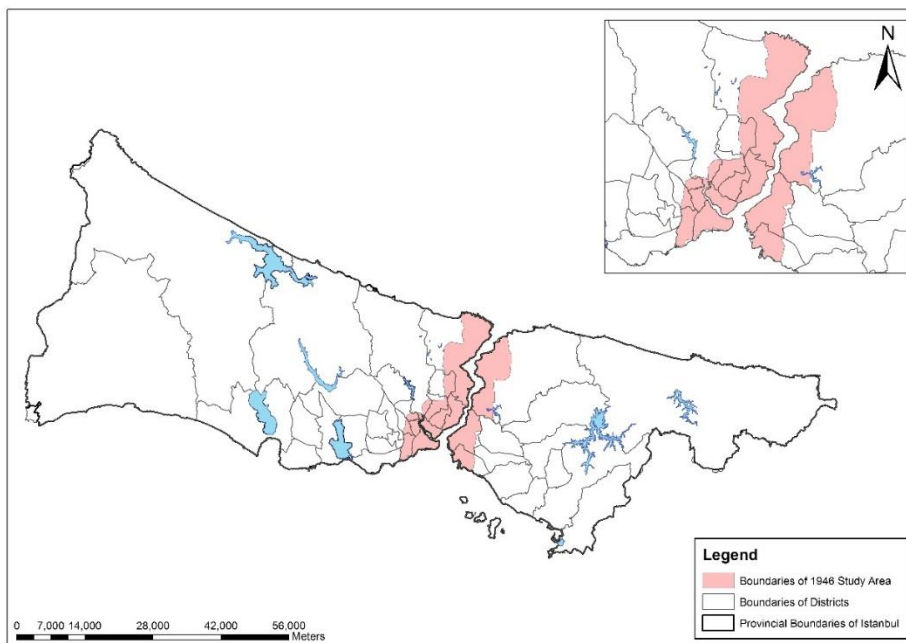 N
Legend
Boundaries of 1946 Study Area
Boundaries of Districts
Provincial Boundaries of Istanbul
0 7,000 14,000 28,000 42,000 56,000
Meters